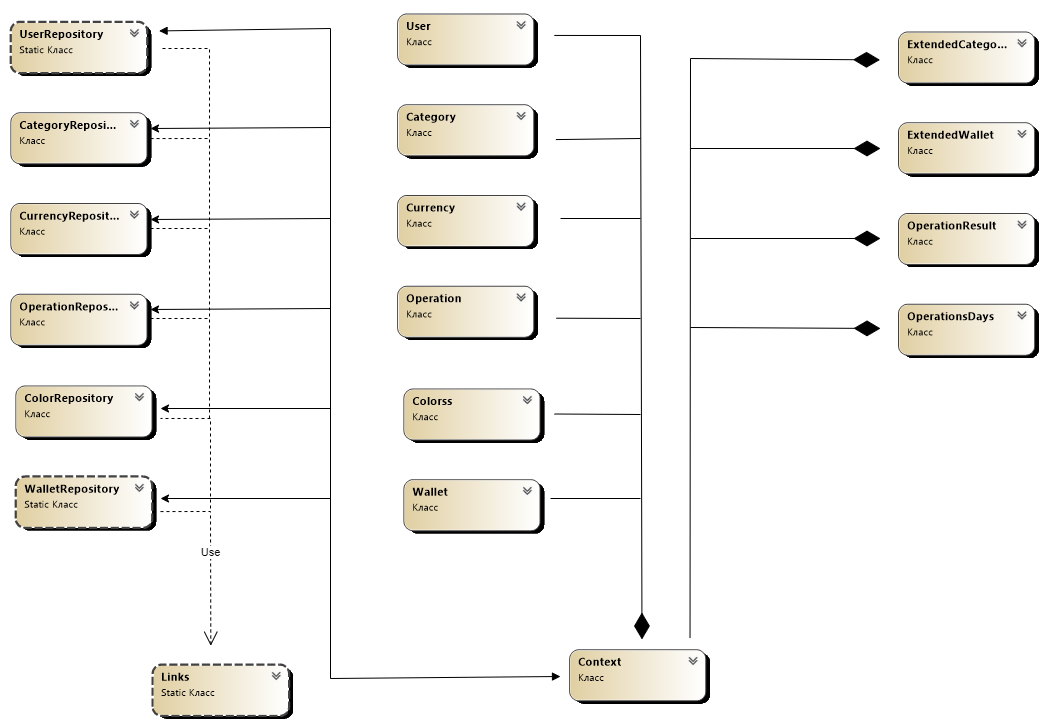 UserRepository
Static Класс
CategoryReposi...
Класс
CurrencyReposit...
Класс
OperationRepos...
Класс
ColorRepository
Класс
WalletRepository
Static Класс
Use
Links
Static Класс
User
Класс
Category
Класс
Currency
Класс
Operation
Класс
Colorss
Класс
Wallet
Класс
Context
Класс
ExtendedCatego...
Класс
ExtendedWallet
Класс
OperationResult
Класс
OperationsDays
Класс